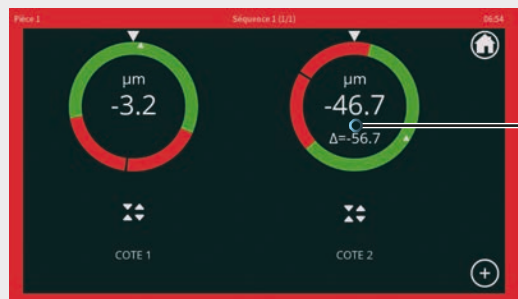 Pièce 1
Séquence 1 (1/1)
06:54
µm
-3.2
µm
-46.7
Δ=-56.7
COTE 1
COTE 2